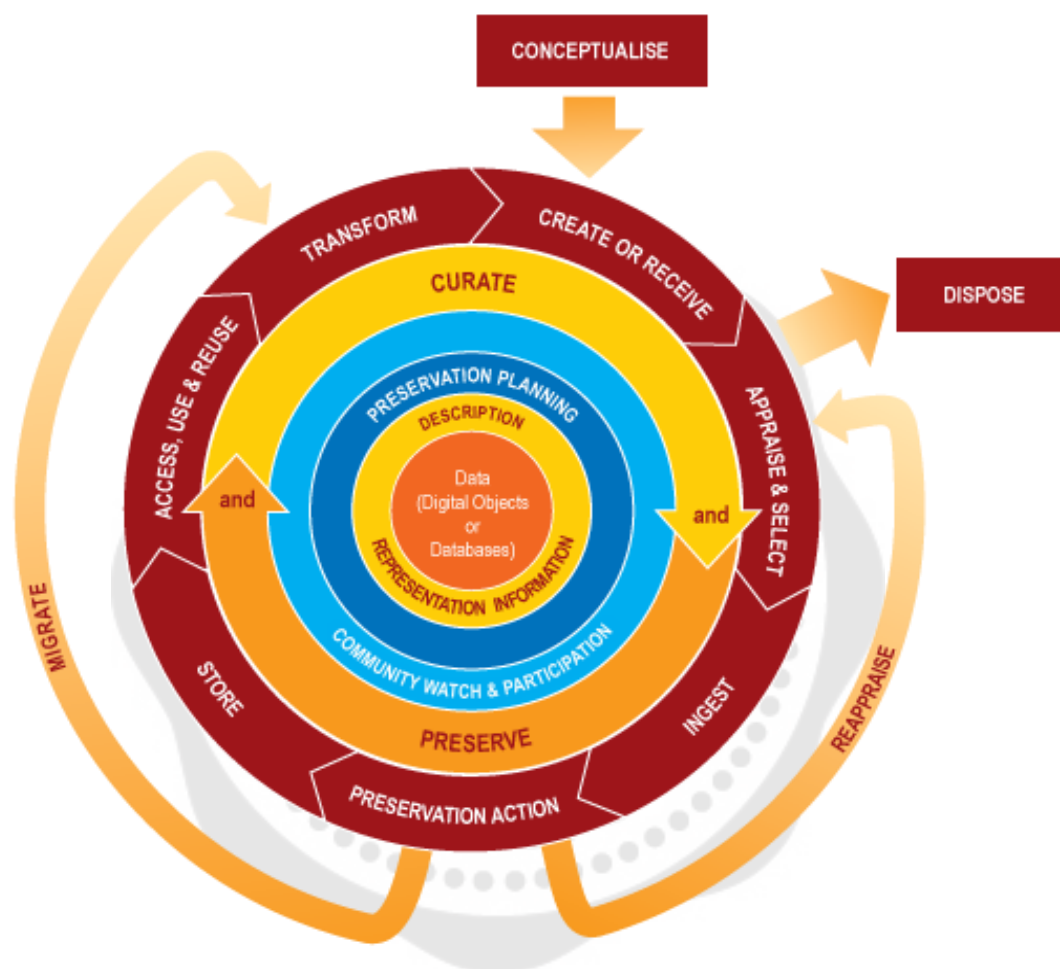 CONCEPTUALISE
TRANSFORM
CREATE OR RECEIVE
DISPOSE
CURATE
ACCESS, USE & REUSE
PRESERVATION PLANNING
DESCRIPTION
APPRAISE & SELECT
and
Data
(Digital Objects
or
Databases)
and
REPRESENTATION INFORMATION
MIGRATE
COMMUNITY WATCH & PARTICIPATION
STORE
INGEST
REAPPRAISE
PRESERVE
PRESERVATION ACTION